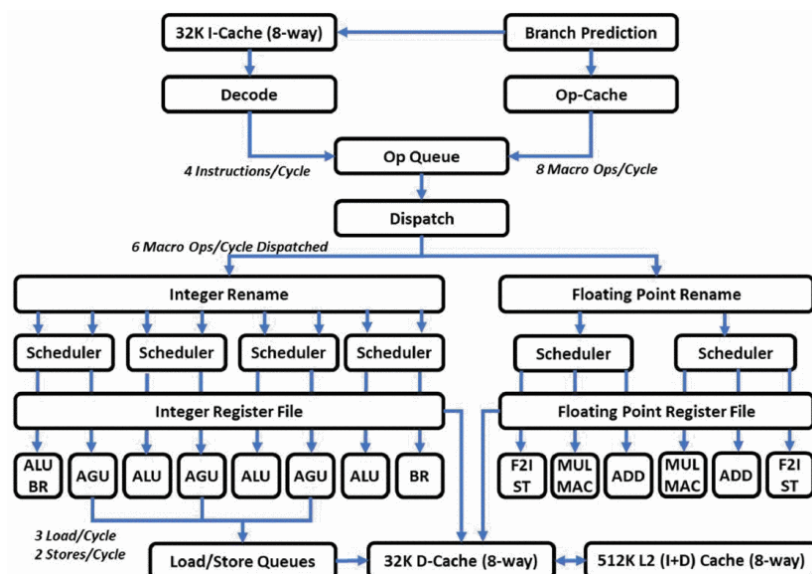 32K I-Cache (8-way)
Branch Prediction
Decode
Op-Cache
4 Instructions/Cycle
Op Queue
8 Macro Ops/Cycle
Dispatch
6 Macro Ops/Cycle Dispatched
Integer Rename
Floating Point Rename
Scheduler
Scheduler
Scheduler
Scheduler
Scheduler
Scheduler
Integer Register File
Floating Point Register File
ALU
BR
AGU
ALU
AGU
ALU
AGU
ALU
BR
F2I
ST
MUL
MAC
ADD
MUL
MAC
ADD
F2I
ST
3 Load/Cycle
2 Stores/Cycle
Load/Store Queues
32K D-Cache (8-way)
512K L2 (I+D) Cache (8-way)